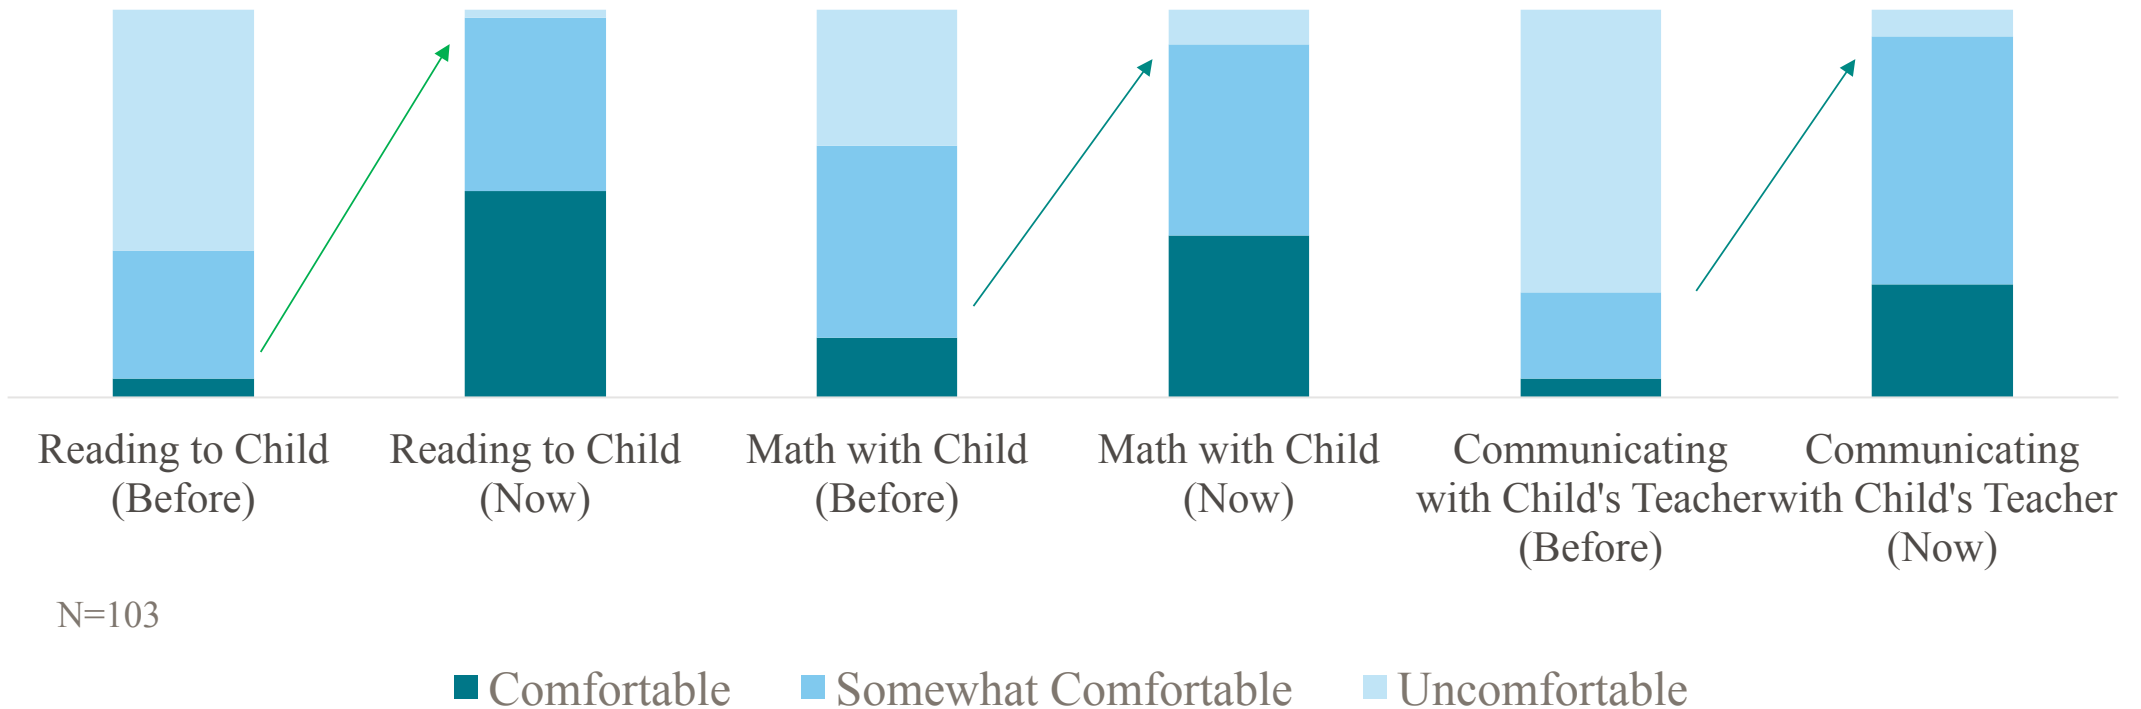 Reading to Child
(Before)
Reading to Child
(Now)
Math with Child
(Before)
Math with Child
(Now)
Communicating
with Child's Teacher
(Before)
Communicating
with Child's Teacher
(Now)
N=103
Comfortable
Somewhat Comfortable
Uncomfortable